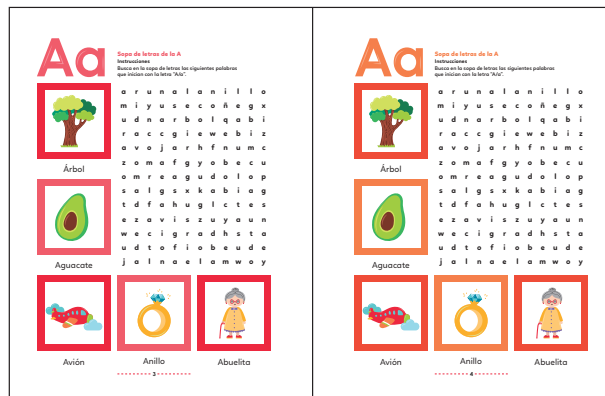 Aa
Sopa de letras de la A
Instrucciones
Busca en la sopa de letras las siguientes palabras
que inician con la letra "A/a".
a r u n a l a n i l l o
m i y u s e c o ñ e g x
u d n a r b o l q a b i
r a c c g i e w e b i z
a v o j a r h f n u m c
z o m a f g y o b e c u
o m r e a g u d o l o p
s a l g s x k a b i a g
t d f a h u g l c t e s
e z a v i s z u y a u n
w e c i g r a d h s t a
u d t o f i o b e u d e
j a l n a e l a m w o y
Árbol
Aguacate
Avión
Anillo
Abuelita
3
Aa
Sopa de letras de la A
Instrucciones
Busca en la sopa de letras las siguientes palabras
que inician con la letra "A/a".
a r u n a l a n i l l o
m i y u s e c o ñ e g x
u d n a r b o l q a b i
r a c c g i e w e b i z
a v o j a r h f n u m c
z o m a f g y o b e c u
o m r e a g u d o l o p
s a l g s x k a b i a g
t d f a h u g l c t e s
e z a v i s z u y a u n
w e c i g r a d h s t a
u d t o f i o b e u d e
j a l n a e l a m w o y
Árbol
Aguacate
Avión
Anillo
Abuelita
4